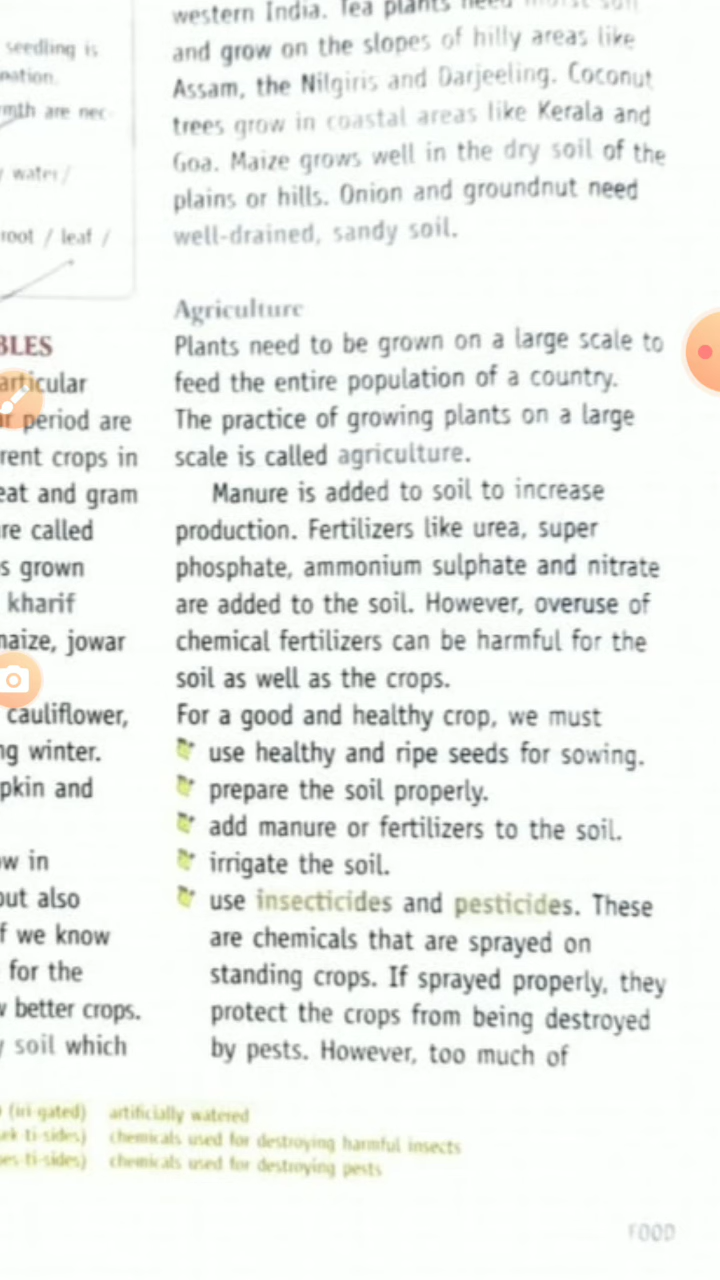 seedling is
are nec
water /
root / leaf /
BLES
articular
period are
rent crops in
eat and gram
re called
s grown
kharif
naize, jowar
cauliflower,
ng winter.
pkin and
ow in
out also
f we know
for the
better crops.
soil which
western India. Tea plants need moist soil
and grow on the slopes of hilly areas like
Assam, the Nilgiris and Darjeeling. Coconut
trees grow in coastal areas like Kerala and
Goa. Maize grows well in the dry soil of the
plains or hills. Onion and groundnut need
well-drained, sandy soil.
Agriculture
Plants need to be grown on a large scale to
feed the entire population of a country.
The practice of growing plants on a large
scale is called agriculture.
Manure is added to soil to increase
production. Fertilizers like urea, super
phosphate, ammonium sulphate and nitrate
are added to the soil. However, overuse of
chemical fertilizers can be harmful for the
soil as well as the crops.
For a good and healthy crop, we must
use healthy and ripe seeds for sowing.
prepare the soil properly.
add manure or fertilizers to the soil.
irrigate the soil.
use insecticides and pesticides. These
are chemicals that are sprayed on
standing crops. If sprayed properly, they
protect the crops from being destroyed
by pests. However, too much of
(iri-gated) artificially watered
ek-ti-sides) chemicals used for destroying harmful insects
es-ti-sides) chemicals used for destroying pests
FOOD